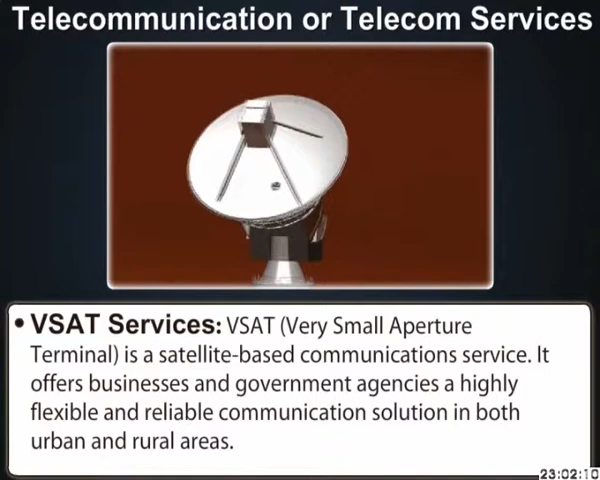 Telecommunication or Telecom Services
• VSAT Services: VSAT (Very Small Aperture
Terminal) is a satellite-based communications service. It
offers businesses and government agencies a highly
flexible and reliable communication solution in both
urban and rural areas.
23:02:10